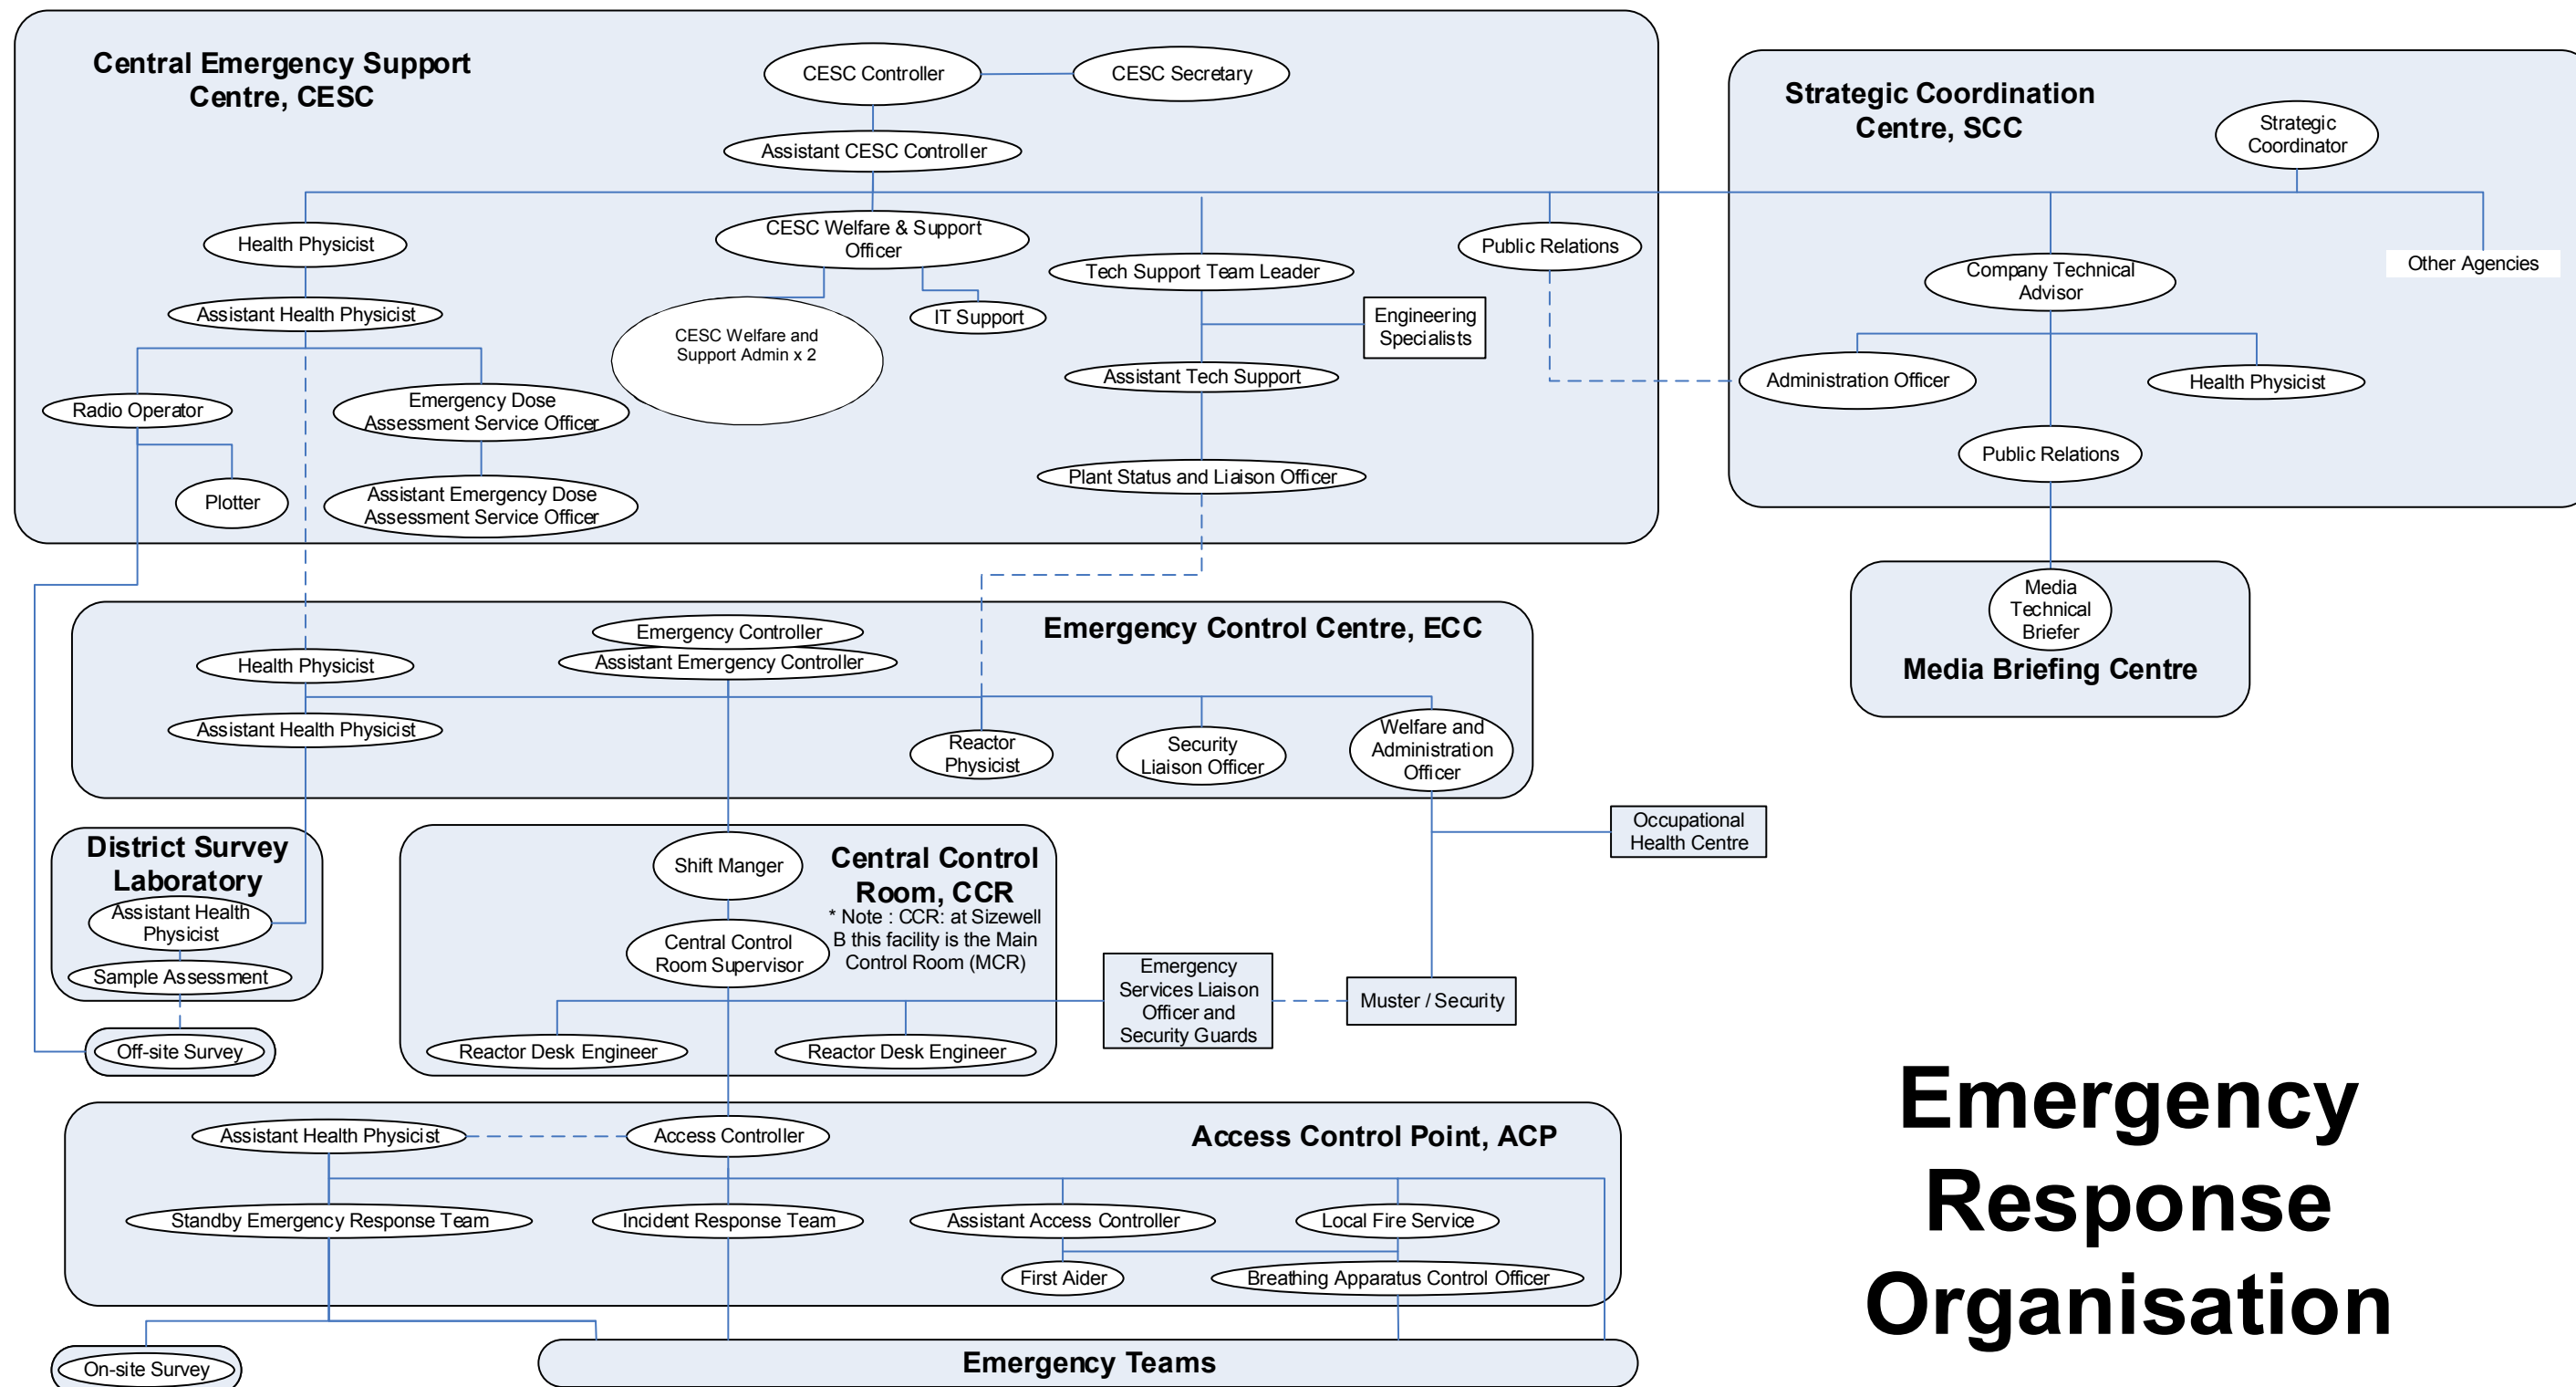 Central Emergency Support
Centre, CESC
CESC Controller
CESC Secretary
Assistant CESC Controller
Health Physicist
CESC Welfare & Support
Officer
Tech Support Team Leader
Public Relations
Assistant Health Physicist
CESC Welfare and
Support Admin x 2
IT Support
Engineering
Specialists
Assistant Tech Support
Radio Operator
Emergency Dose
Assessment Service Officer
Plotter
Assistant Emergency Dose
Assessment Service Officer
Plant Status and Liaison Officer
Strategic Coordination
Centre, SCC
Strategic
Coordinator
Company Technical
Advisor
Other Agencies
Administration Officer
Health Physicist
Public Relations
Media
Technical
Briefer
Media Briefing Centre
Emergency Controller
Assistant Emergency Controller
Emergency Control Centre, ECC
Health Physicist
Assistant Health Physicist
Reactor
Physicist
Security
Liaison Officer
Welfare and
Administration
Officer
Occupational
Health Centre
District Survey
Laboratory
Assistant Health
Physicist
Sample Assessment
Off-site Survey
Shift Manger
Central Control
Room, CCR
* Note : CCR: at Sizewell
B this facility is the Main
Control Room (MCR)
Central Control
Room Supervisor
Reactor Desk Engineer
Reactor Desk Engineer
Emergency
Services Liaison
Officer and
Security Guards
Muster / Security
Assistant Health Physicist
Access Controller
Access Control Point, ACP
Standby Emergency Response Team
Incident Response Team
Assistant Access Controller
Local Fire Service
First Aider
Breathing Apparatus Control Officer
On-site Survey
Emergency Teams
Emergency
Response
Organisation